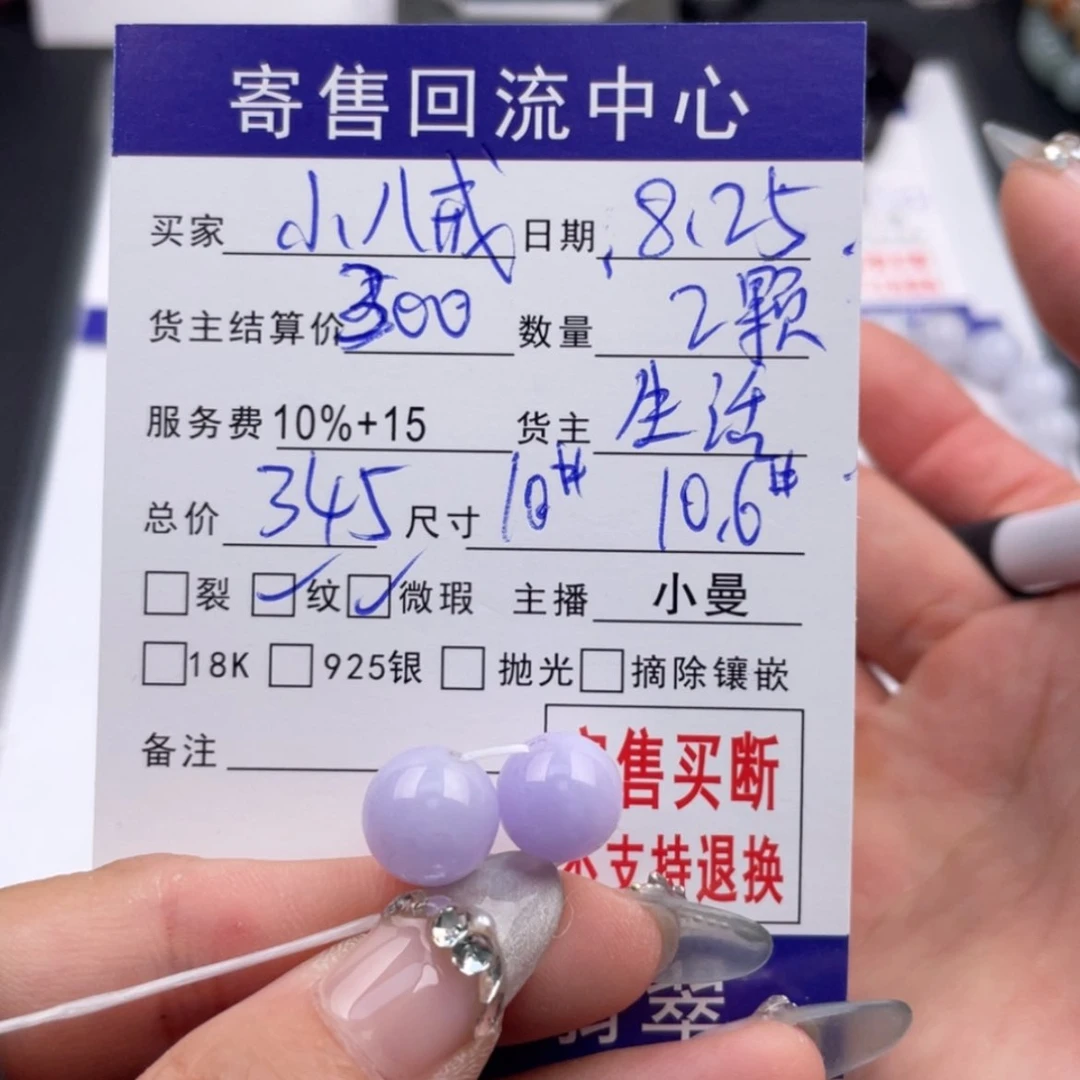 寄售回流中心
买家 小八戒 日期 8.25
货主结算价 300 数量 2颗
服务费 10%+15 货主 生活
总价 345 尺寸 10# 10.6#
裂 纹 微瑕 主播 小曼
18K 925银 抛光 摘除镶嵌
备注
寄售买断
不支持退换
翡翠